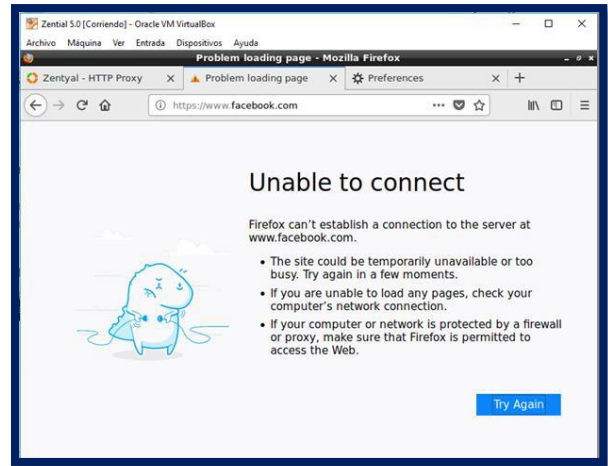 Zential 5.0 [Corriendo] - Oracle VM VirtualBox
Archivo Máquina Ver Entrada Dispositivos Ayuda
Problem loading page - Mozilla Firefox
Zentyal - HTTP Proxy
Problem loading page
Preferences
https://www.facebook.com
Unable to connect
Firefox can’t establish a connection to the server at
www.facebook.com.
• The site could be temporarily unavailable or too
busy. Try again in a few moments.
• If you are unable to load any pages, check your
computer’s network connection.
• If your computer or network is protected by a firewall
or proxy, make sure that Firefox is permitted to
access the Web.
Try Again